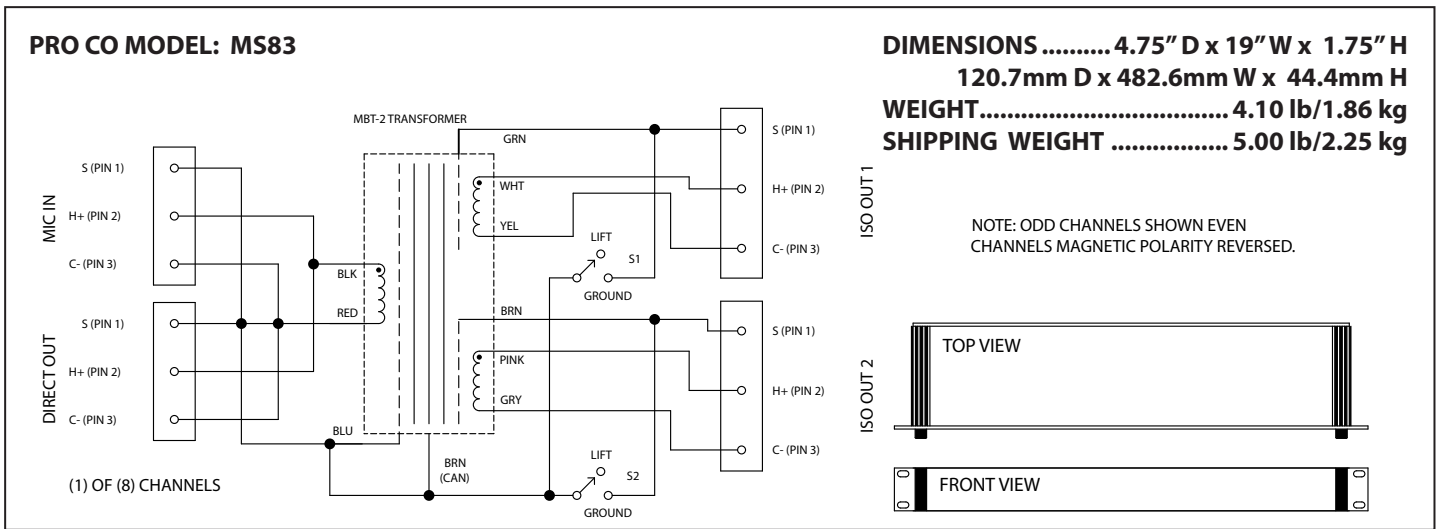 PRO CO MODEL: MS83
DIMENSIONS .......... 4.75" D x 19" W x 1.75" H
120.7mm D x 482.6mm W x 44.4mm H
WEIGHT.................................. 4.10 lb/1.86 kg
SHIPPING WEIGHT ................. 5.00 lb/2.25 kg
MIC IN
S (PIN 1)
H+ (PIN 2)
C- (PIN 3)
DIRECT OUT
S (PIN 1)
H+ (PIN 2)
C- (PIN 3)
(1) OF (8) CHANNELS
MBT-2 TRANSFORMER
BLK
RED
BLU
BRN
(CAN)
GRN
WHT
YEL
LIFT
S1
GROUND
BRN
PINK
GRY
LIFT
S2
GROUND
S (PIN 1)
H+ (PIN 2)
C- (PIN 3)
ISO OUT 1
S (PIN 1)
H+ (PIN 2)
C- (PIN 3)
ISO OUT 2
NOTE: ODD CHANNELS SHOWN EVEN
CHANNELS MAGNETIC POLARITY REVERSED.
TOP VIEW
FRONT VIEW